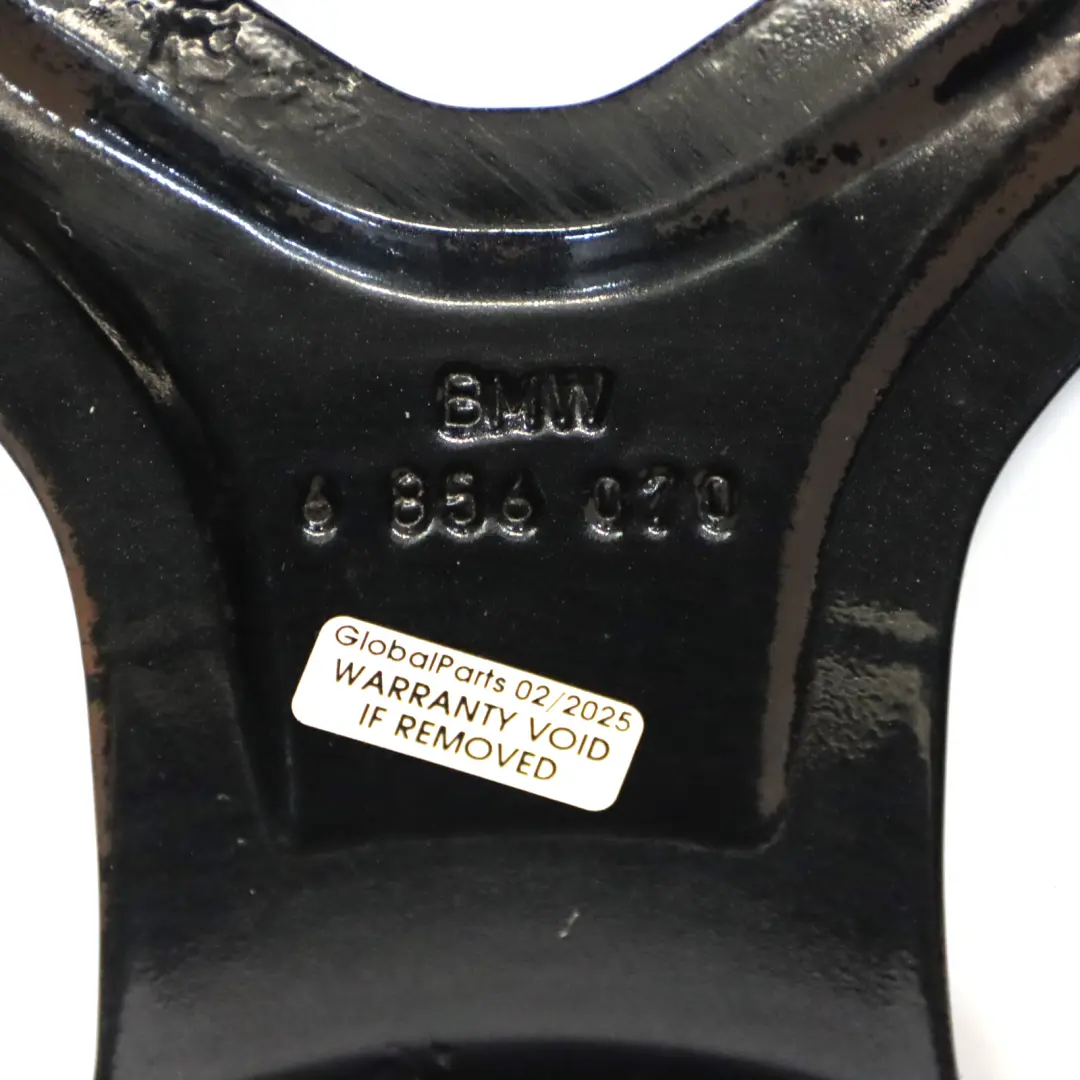 BMW
6 856 070
GlobalParts 02/2025
WARRANTY VOID
IF REMOVED